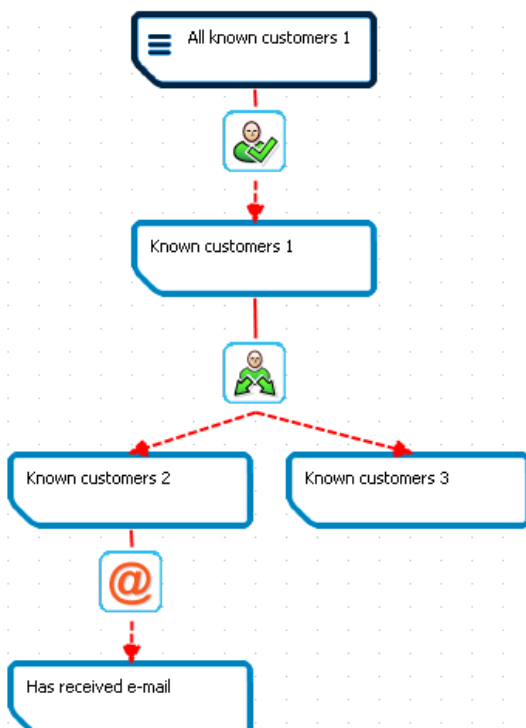 All known customers 1
Known customers 1
Known customers 2
Known customers 3
@
Has received e-mail